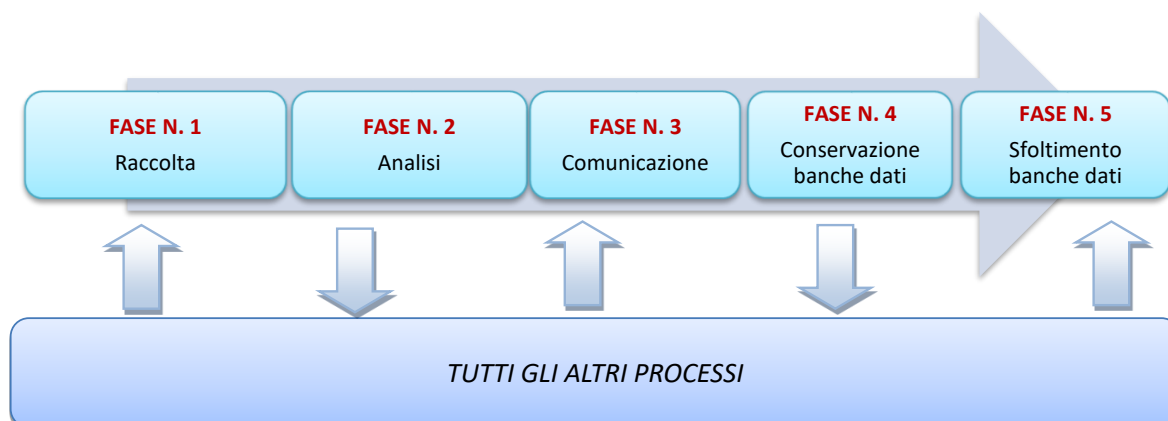 FASE N. 1
Raccolta
FASE N. 2
Analisi
FASE N. 3
Comunicazione
FASE N. 4
Conservazione
banche dati
FASE N. 5
Sfoltimento
banche dati
TUTTI GLI ALTRI PROCESSI